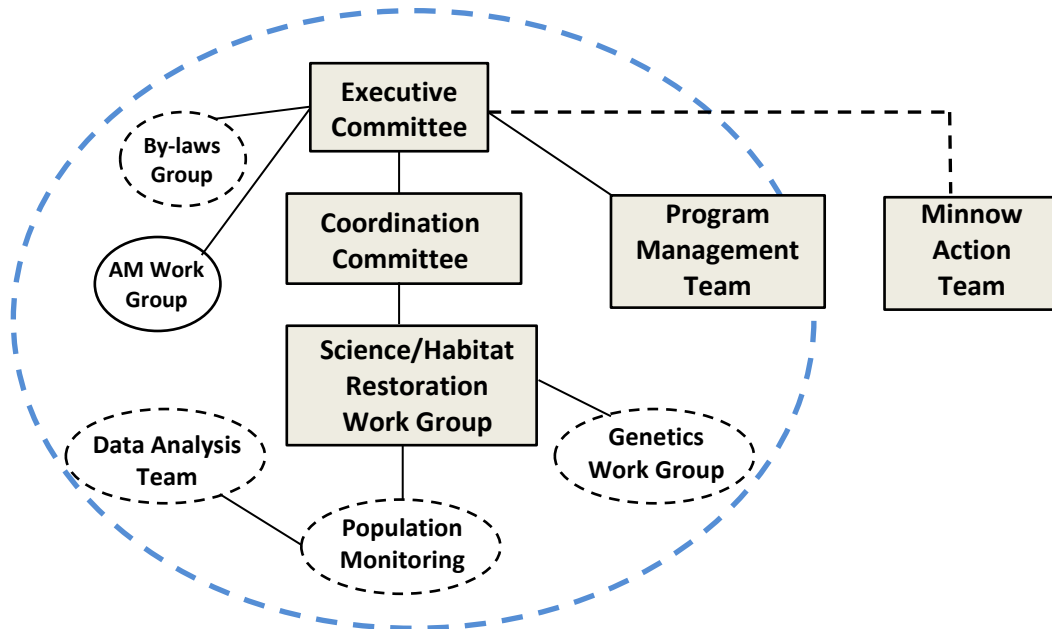 Executive
Committee
By-laws
Group
Coordination
Committee
Program
Management
Team
Minnow
Action
Team
AM Work
Group
Science/Habitat
Restoration
Work Group
Data Analysis
Team
Genetics
Work Group
Population
Monitoring